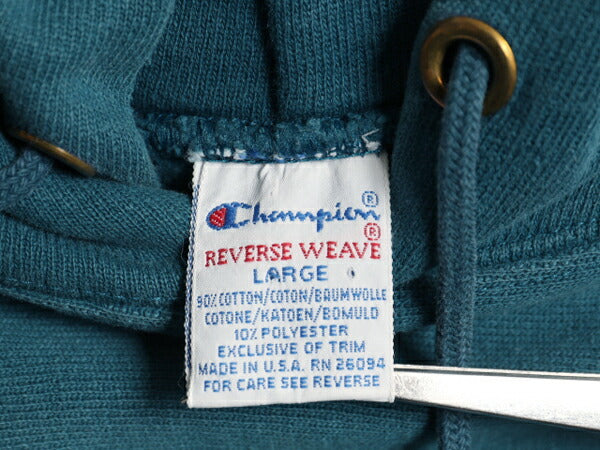 Champion®
REVERSE WEAVE®
LARGE
90% COTTON/COTON/BAUMWOLLE
COTONE/KATOEN/BOMULD
10% POLYESTER
EXCLUSIVE OF TRIM
MADE IN U.S.A. RN 26094
FOR CARE SEE REVERSE